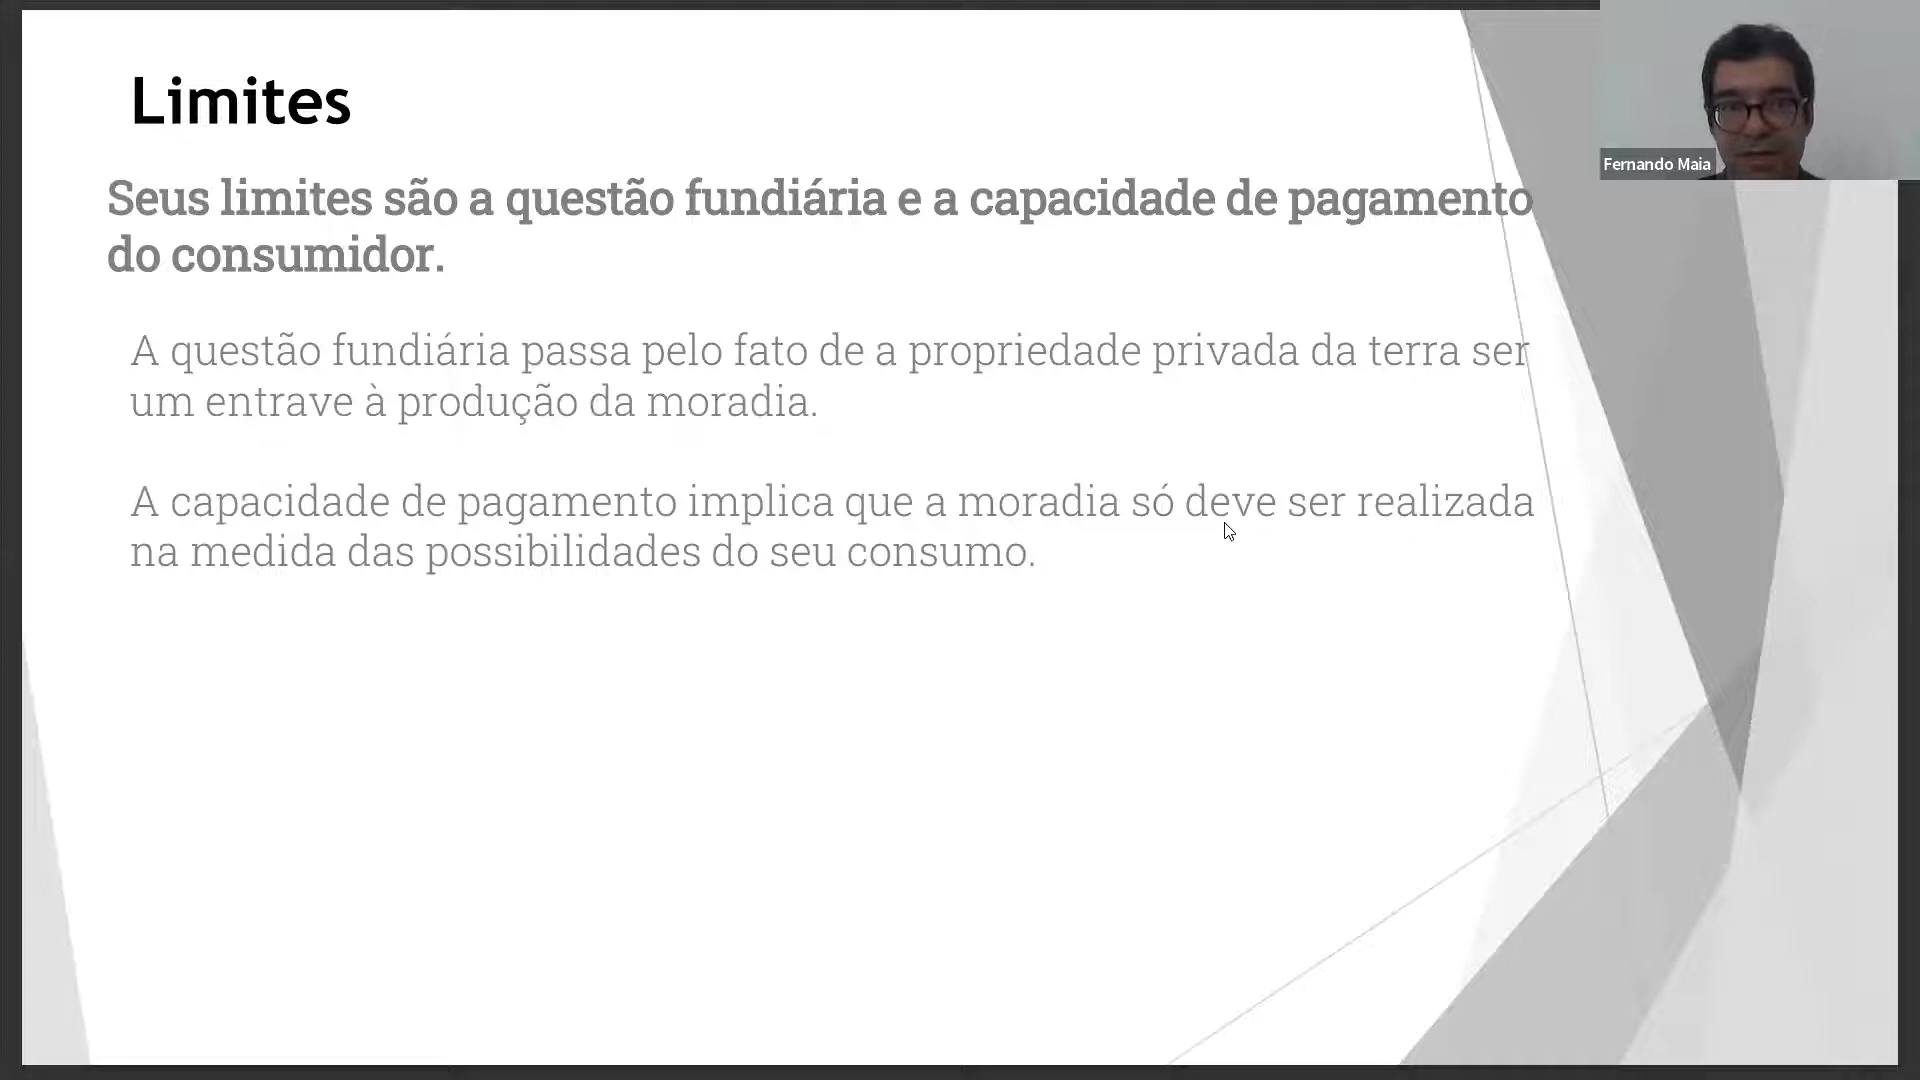 Limites
Fernando Maia
Seus limites são a questão fundiária e a capacidade de pagamento
do consumidor.
A questão fundiária passa pelo fato de a propriedade privada da terra ser
um entrave à produção da moradia.
A capacidade de pagamento implica que a moradia só deve ser realizada
na medida das possibilidades do seu consumo.